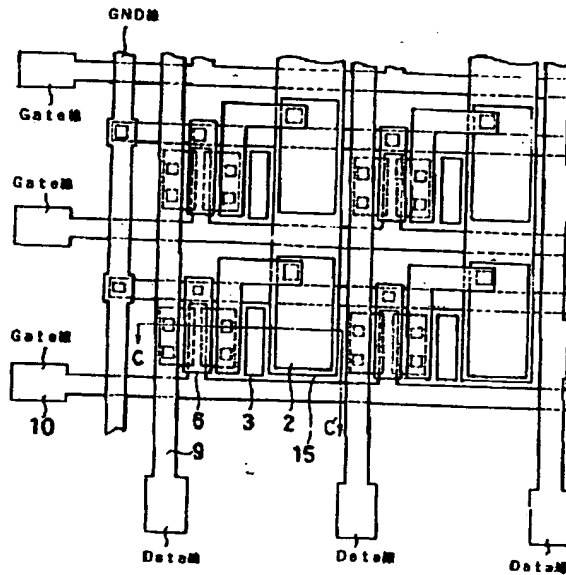 GND線
Gate線
Gate線
Gate線
10
C
6
3
2
15
C'
9
Data線
Data線
Data線